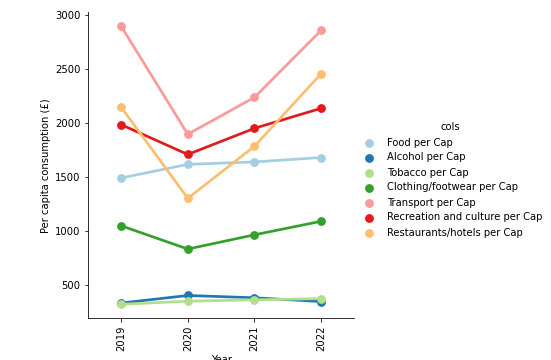 3000
2500
2000
1500
1000
500
Per capita consumption (£)
2019
2020
2021
2022
Year
cols
Food per Cap
Alcohol per Cap
Tobacco per Cap
Clothing/footwear per Cap
Transport per Cap
Recreation and culture per Cap
Restaurants/hotels per Cap